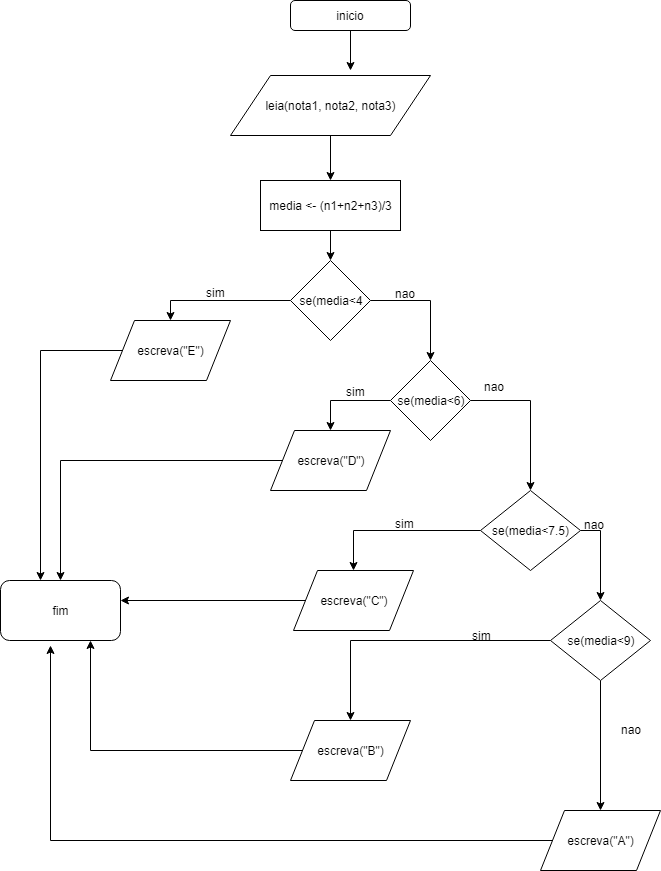 inicio
leia(nota1, nota2, nota3)
media <- (n1+n2+n3)/3
sim
se(media<4
nao
escreva("E")
sim
se(media<6)
nao
escreva("D")
sim
se(media<7.5)
nao
escreva("C")
fim
sim
se(media<9)
nao
escreva("B")
escreva("A")